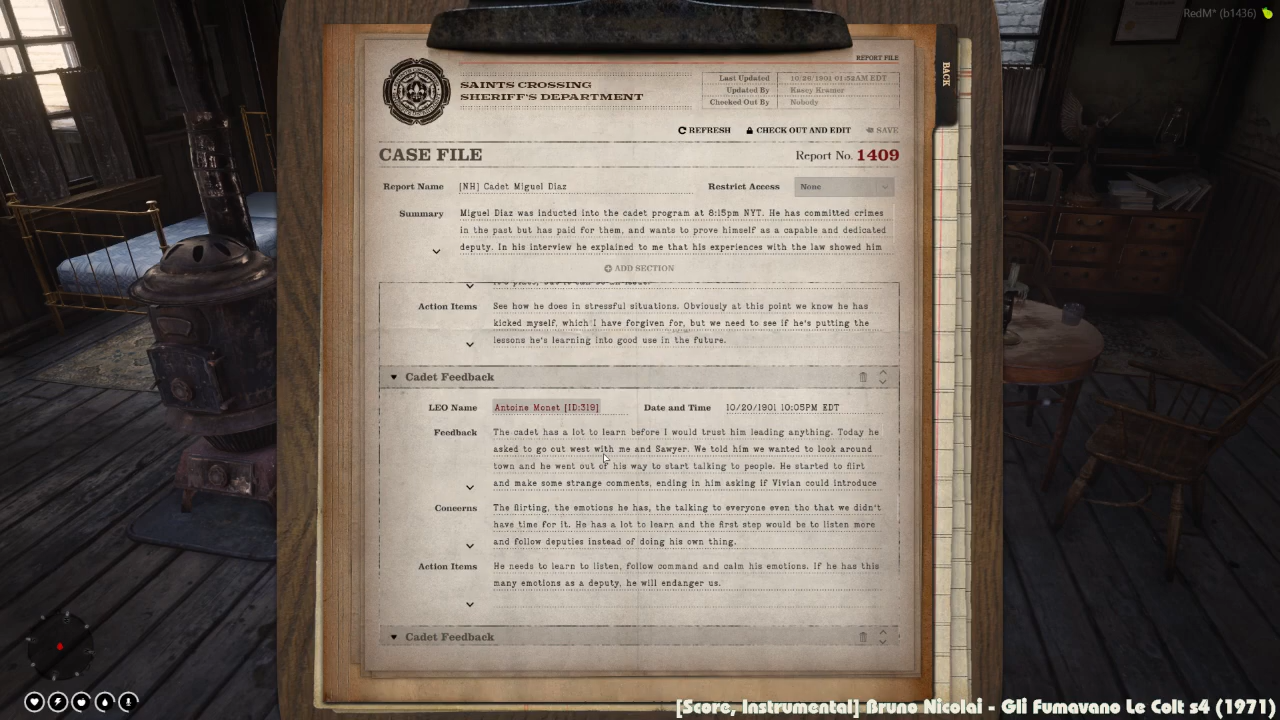 RedM* (b1436)
REPORT FILE
BACK
SAINTS CROSSING
SHERIFF'S DEPARTMENT
Last Updated 10/26/1901 01:52AM EDT
Updated By Kasey Kramer
Checked Out By Nobody
REFRESH CHECK OUT AND EDIT SAVE
CASE FILE Report No. 1409
Report Name [NH] Cadet Miguel Diaz Restrict Access None
Summary Miguel Diaz was inducted into the cadet program at 8:15pm NYT. He has committed crimes
in the past but has paid for them, and wants to prove himself as a capable and dedicated
deputy. In his interview he explained to me that his experiences with the law showed him
ADD SECTION
Action Items See how he does in stressful situations. Obviously at this point we know he has
kicked myself, which I have forgiven for, but we need to see if he's putting the
lessons he's learning into good use in the future.
Cadet Feedback
LEO Name Antoine Monet [ID:319] Date and Time 10/20/1901 10:05PM EDT
Feedback The cadet has a lot to learn before I would trust him leading anything. Today he
asked to go out west with me and Sawyer. We told him we wanted to look around
town and he went out of his way to start talking to people. He started to flirt
and make some strange comments, ending in him asking if Vivian could introduce
Concerns The flirting, the emotions he has, the talking to everyone even tho that we didn't
have time for it. He has a lot to learn and the first step would be to listen more
and follow deputies instead of doing his own thing.
Action Items He needs to learn to listen, follow command and calm his emotions. If he has this
many emotions as a deputy, he will endanger us.
Cadet Feedback
[Score, Instrumental] Bruno Nicolai - Gli Fumavano Le Colt s4 (1971)